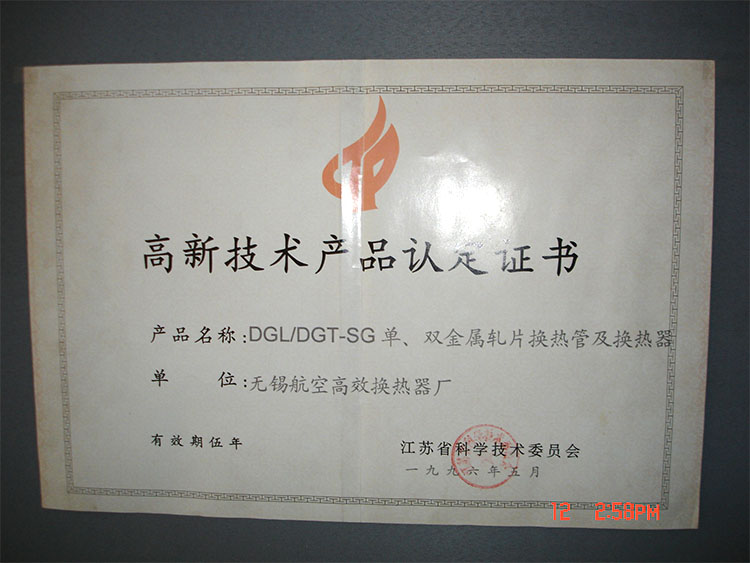 高新技术产品认定证书
产品名称:DGL/DGT-SG单、双金属轧片换热管及换热器
单 位:无锡航空高效换热器厂
有效期伍年
江苏省科学技术委员会
一九九六年五月
12 2:58PM